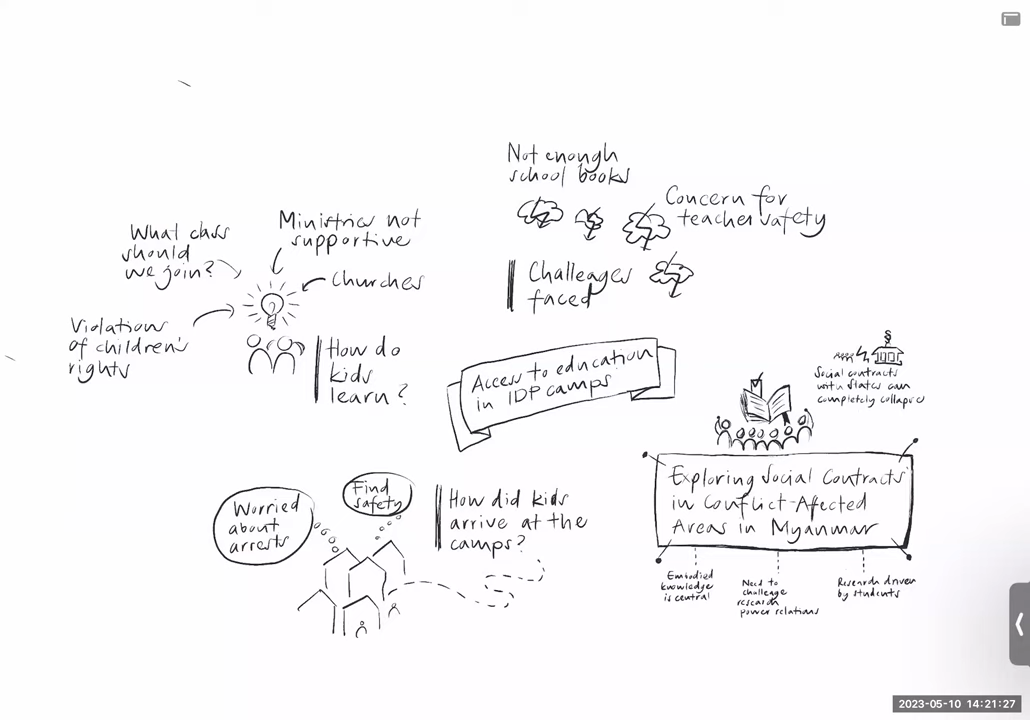 Not enough
school books
Concern for
teacher safety
Challenges
faced
What class
should
we join?
Ministries not
supportive
Churches
Violations
of children's
rights
How do
kids
learn?
Access to education
in IDP camps
§
Social contracts
with states can
completely collapse
Exploring Social Contracts
in Conflict-Affected
Areas in Myanmar
Embodied
knowledge
is central
Need to
challenge
research
power relations
Research driven
by students
Worried
about
arrests
Find
safety
How did kids
arrive at the
camps?
2023-05-10 14:21:27